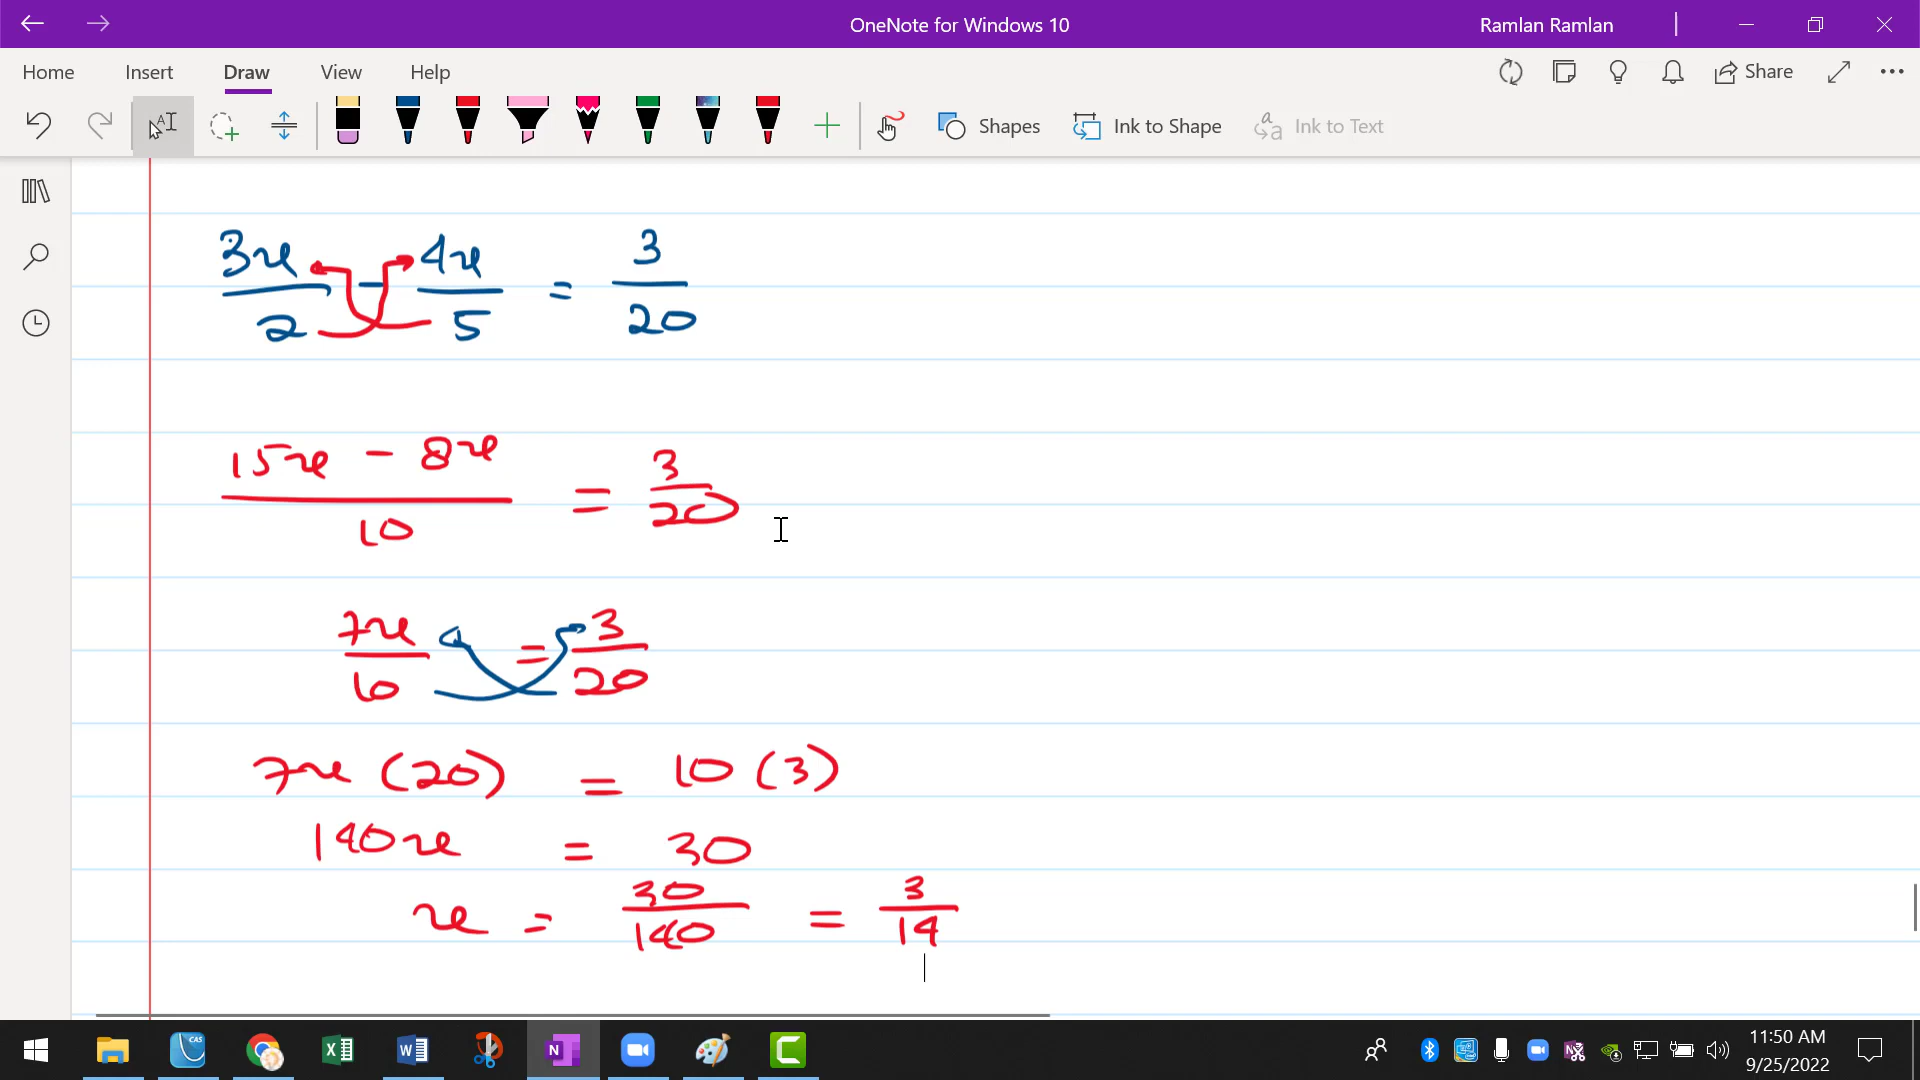 OneNote for Windows 10 Ramlan Ramlan
Home Insert Draw View Help Share
Shapes Ink to Shape Ink to Text
3x/2 - 4x/5 = 3/20
15x - 8x/10 = 3/20
7x/10 = 3/20
7x (20) = 10 (3)
140x = 30
x = 30/140 = 3/14
11:50 AM
9/25/2022